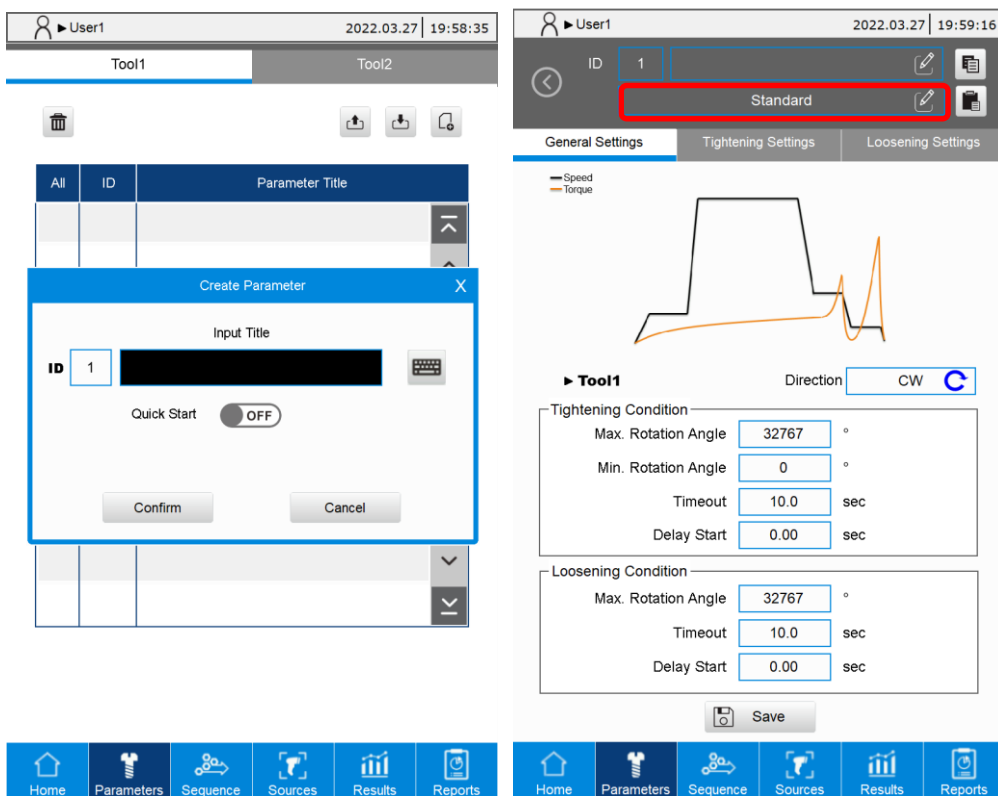 ►User1
2022.03.27 19:58:35
Tool1
Tool2
All
ID
Parameter Title
Create Parameter
X
Input Title
ID
1
Quick Start
OFF
Confirm
Cancel
Home
Parameters
Sequence
Sources
Results
Reports
►User1
2022.03.27 19:59:16
ID
1
Standard
General Settings
Tightening Settings
Loosening Settings
Speed
Torque
►Tool1
Direction
CW
Tightening Condition
Max. Rotation Angle 32767 °
Min. Rotation Angle 0 °
Timeout 10.0 sec
Delay Start 0.00 sec
Loosening Condition
Max. Rotation Angle 32767 °
Timeout 10.0 sec
Delay Start 0.00 sec
Save
Home
Parameters
Sequence
Sources
Results
Reports